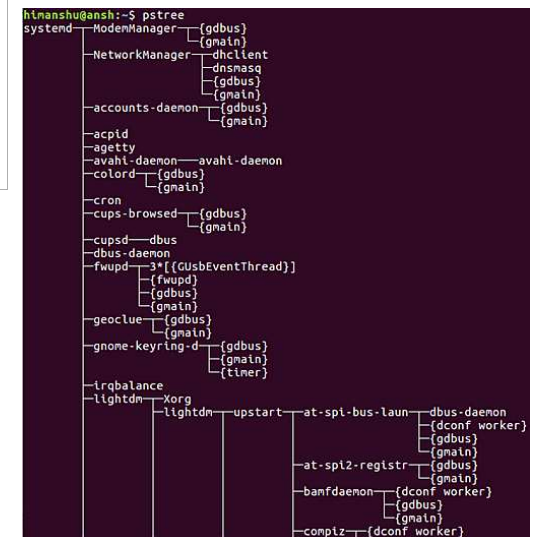 himanshu@ansh:~$ pstree
systemd─┬─ModemManager─┬─{gdbus}
        │              └─{gmain}
        ├─NetworkManager─┬─dhclient
        │                ├─dnsmasq
        │                ├─{gdbus}
        │                └─{gmain}
        ├─accounts-daemon─┬─{gdbus}
        │                 └─{gmain}
        ├─acpid
        ├─agetty
        ├─avahi-daemon───avahi-daemon
        ├─colord─┬─{gdbus}
        │        └─{gmain}
        ├─cron
        ├─cups-browsed─┬─{gdbus}
        │              └─{gmain}
        ├─cupsd───dbus
        ├─dbus-daemon
        ├─fwupd─┬─3*[{GUsbEventThread}]
        │       ├─{fwupd}
        │       ├─{gdbus}
        │       └─{gmain}
        ├─geoclue─┬─{gdbus}
        │         └─{gmain}
        ├─gnome-keyring-d─┬─{gdbus}
        │                 ├─{gmain}
        │                 └─{timer}
        ├─irqbalance
        ├─lightdm─┬─Xorg
        │         ├─lightdm─┬─upstart─┬─at-spi-bus-laun─┬─dbus-daemon
        │         │         │         │                 ├─{dconf worker}
        │         │         │         │                 ├─{gdbus}
        │         │         │         │                 └─{gmain}
        │         │         │         ├─at-spi2-registr─┬─{gdbus}
        │         │         │         │                 └─{gmain}
        │         │         │         ├─bamfdaemon─┬─{dconf worker}
        │         │         │         │            ├─{gdbus}
        │         │         │         │            └─{gmain}
        │         │         │         ├─compiz─┬─{dconf worker}